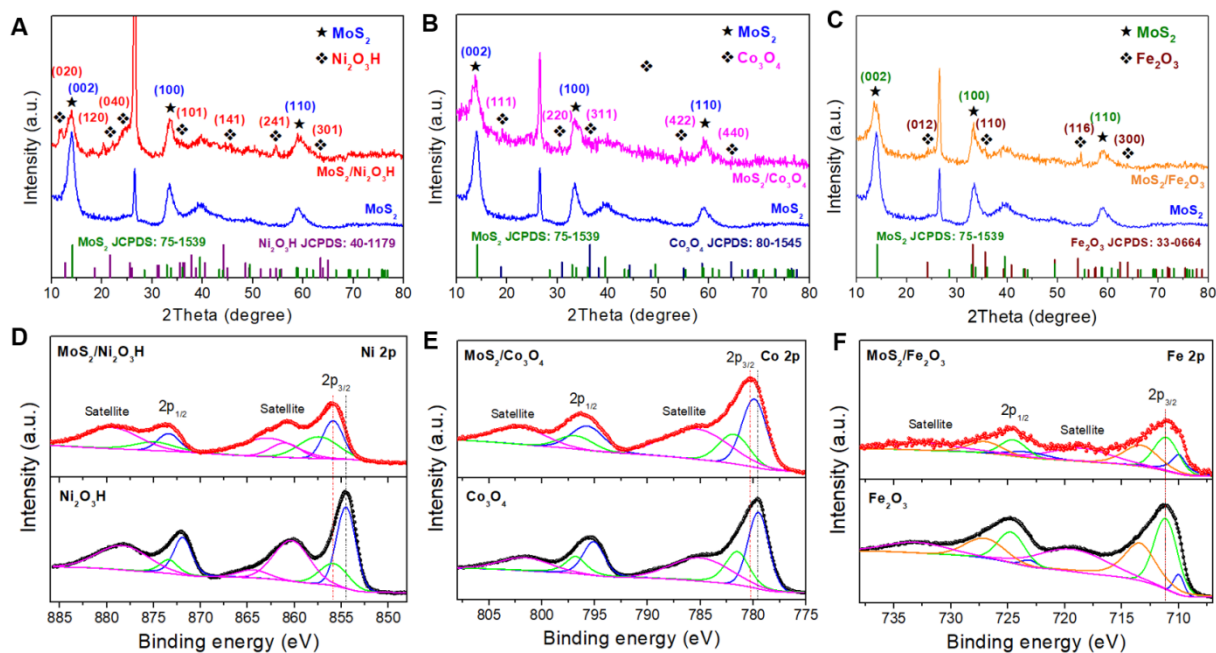 A
★ MoS₂
❖ Ni₂O₃H
(020)
(002)
(120)
(040)
(100)
(101)
(141)
(241)
(110)
(301)
MoS₂/Ni₂O₃H
MoS₂
MoS₂ JCPDS: 75-1539
Ni₂O₃H JCPDS: 40-1179
Intensity (a.u.)
10 20 30 40 50 60 70 80
2Theta (degree)
B
★ MoS₂
❖ Co₃O₄
(002)
(111)
(220)
(100)
(311)
(422)
(110)
(440)
MoS₂/Co₃O₄
MoS₂
MoS₂ JCPDS: 75-1539
Co₃O₄ JCPDS: 80-1545
Intensity (a.u.)
10 20 30 40 50 60 70 80
2Theta (degree)
C
★ MoS₂
❖ Fe₂O₃
(002)
(012)
(100)
(110)
(116)
(110)
(300)
MoS₂/Fe₂O₃
MoS₂
MoS₂ JCPDS: 75-1539
Fe₂O₃ JCPDS: 33-0664
Intensity (a.u.)
10 20 30 40 50 60 70 80
2Theta (degree)
D
MoS₂/Ni₂O₃H
Ni 2p
2p₃/₂
Satellite
2p₁/₂
Satellite
Ni₂O₃H
Intensity (a.u.)
885 880 875 870 865 860 855 850
Binding energy (eV)
E
MoS₂/Co₃O₄
Co 2p
2p₃/₂
Satellite
2p₁/₂
Satellite
Co₃O₄
Intensity (a.u.)
805 800 795 790 785 780 775
Binding energy (eV)
F
MoS₂/Fe₂O₃
Fe 2p
2p₃/₂
Satellite
2p₁/₂
Satellite
Fe₂O₃
Intensity (a.u.)
735 730 725 720 715 710
Binding energy (eV)